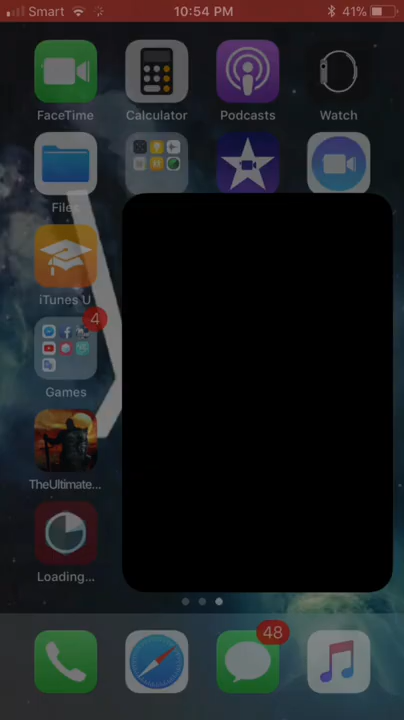 Smart 10:54 PM 41%
FaceTime Calculator Podcasts Watch
Files
iTunes U
4
Games
TheUltimate...
Loading...
48